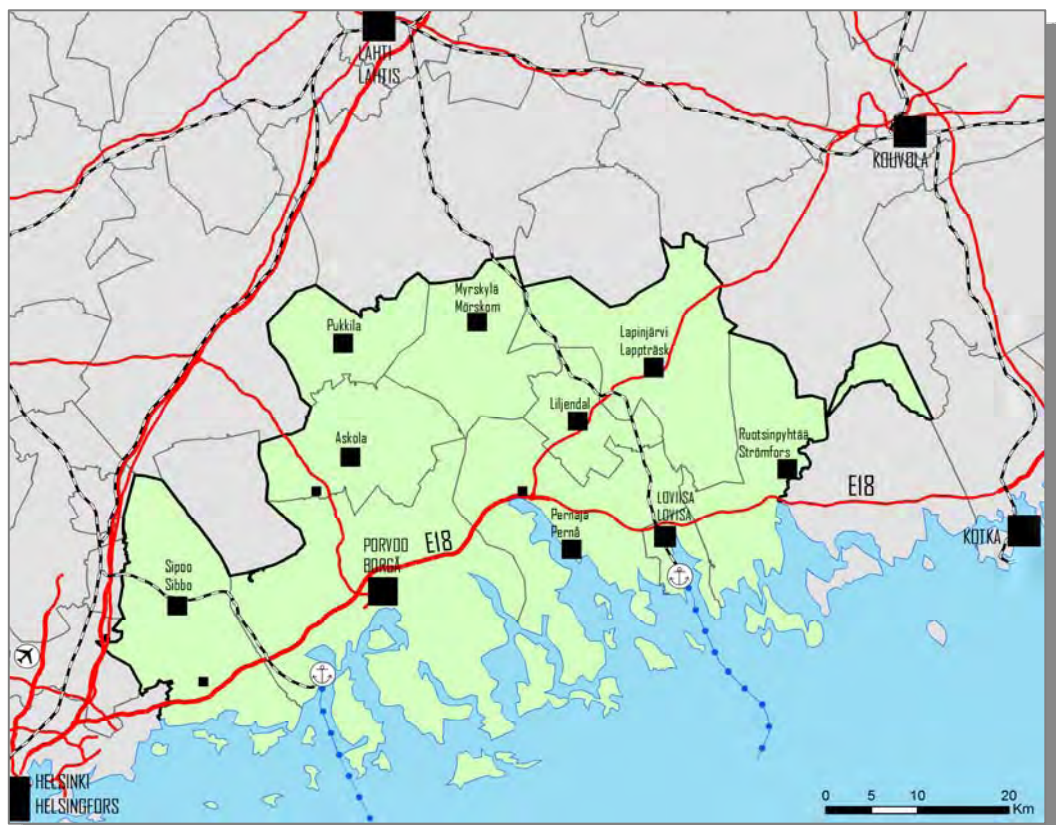 LAHTI
LAHTIS
KOUVOLA
Myrskylä
Mörskom
Pukkila
Lapinjärvi
Lappträsk
Liljendal
Askola
Ruotsinpyhtää
Strömfors
E18
LOVIISA
LOVISA
Pernaja
Pernå
E18
KOTKA
PORVOO
BORGÅ
Sipoo
Sibbo
HELSINKI
HELSINGFORS
0 5 10 20
Km